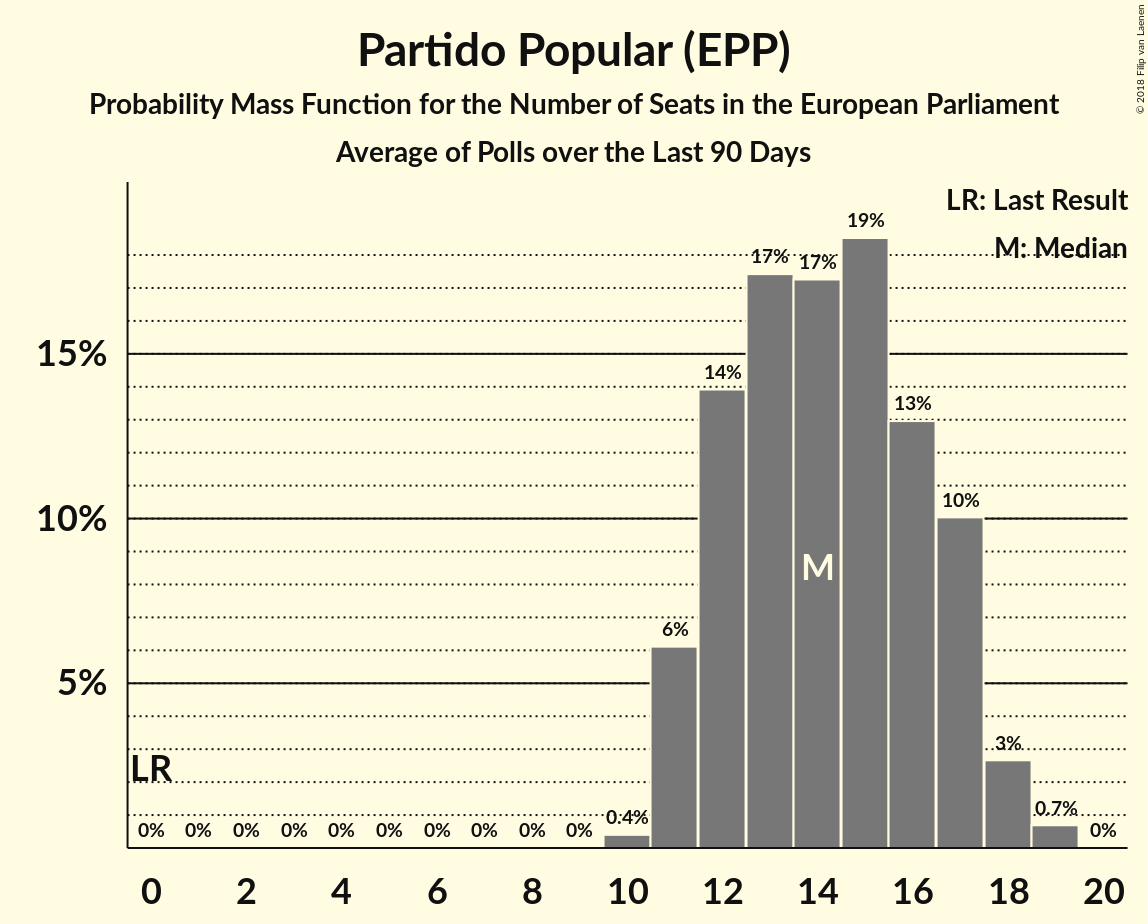 Partido Popular (EPP)
Probability Mass Function for the Number of Seats in the European Parliament
Average of Polls over the Last 90 Days
© 2018 Filip van Laenen
LR: Last Result
M: Median
19%
17% 17%
15%
14%
13%
10%
10%
M
6%
5%
3%
LR
0% 0% 0% 0% 0% 0% 0% 0% 0% 0% 0.4% 0.7% 0%
0 2 4 6 8 10 12 14 16 18 20